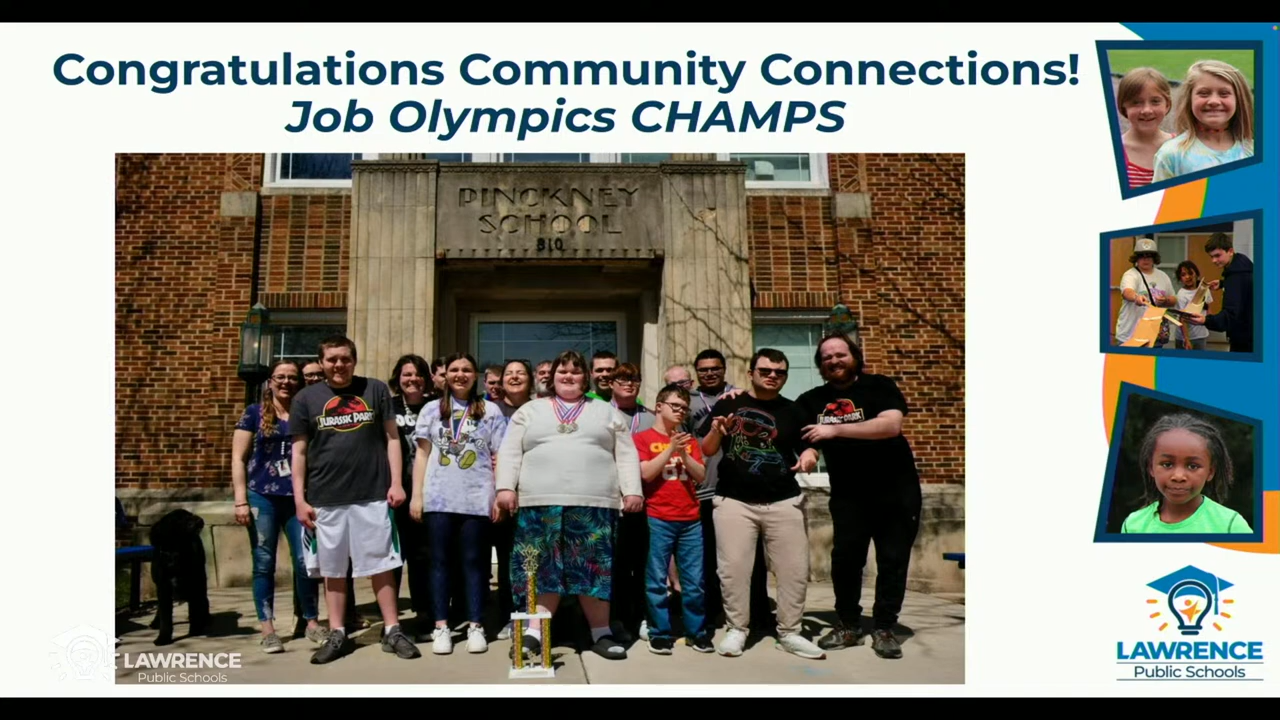 Congratulations Community Connections!
Job Olympics CHAMPS
PINCKNEY
SCHOOL
810
JURASSIC PARK
JURASSIC PARK
LAWRENCE
Public Schools
LAWRENCE
Public Schools